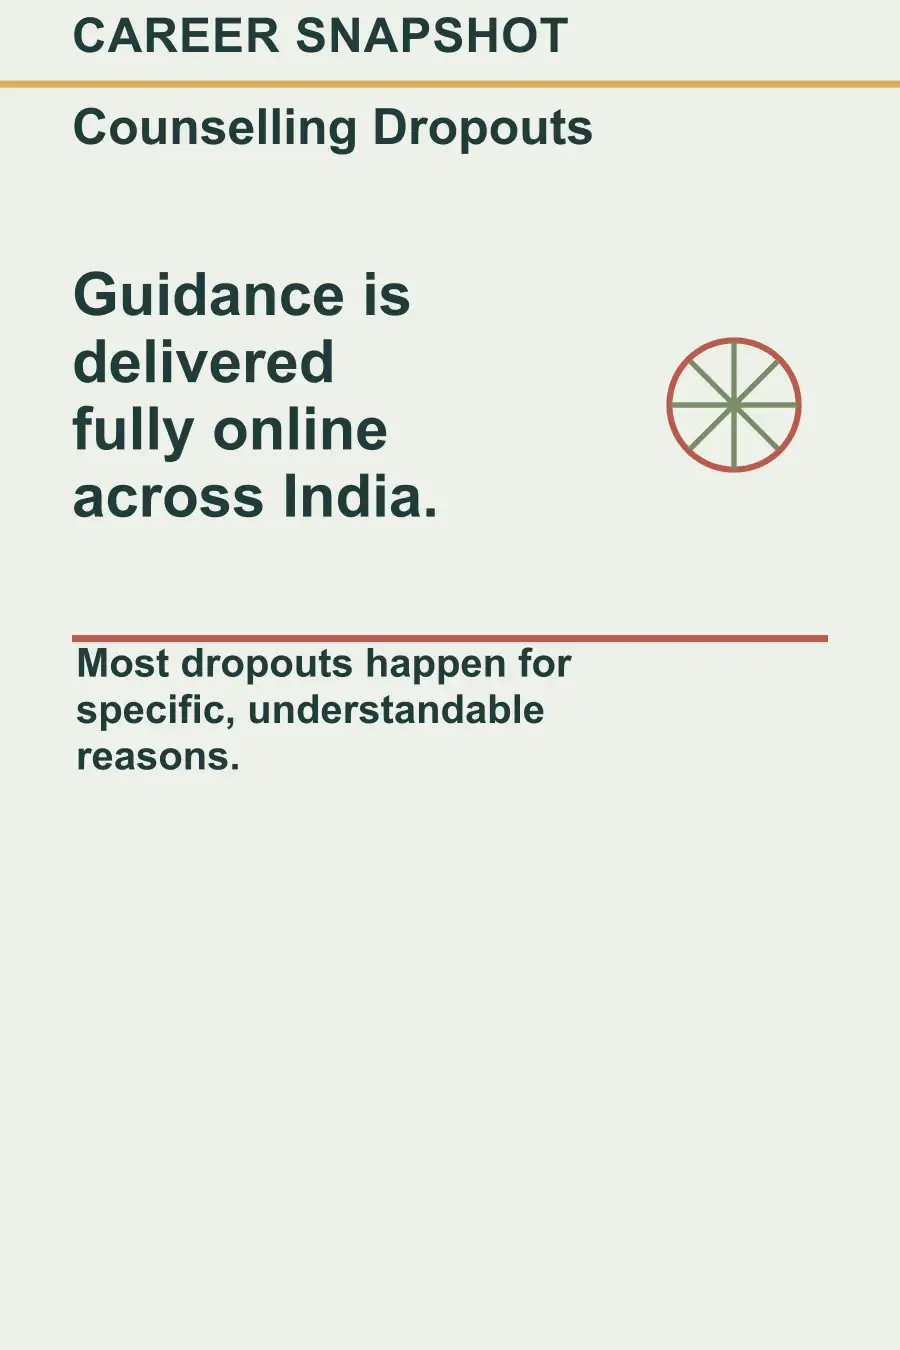 CAREER SNAPSHOT
Counselling Dropouts
Guidance is
delivered
fully online
across India.
Most dropouts happen for
specific, understandable
reasons.